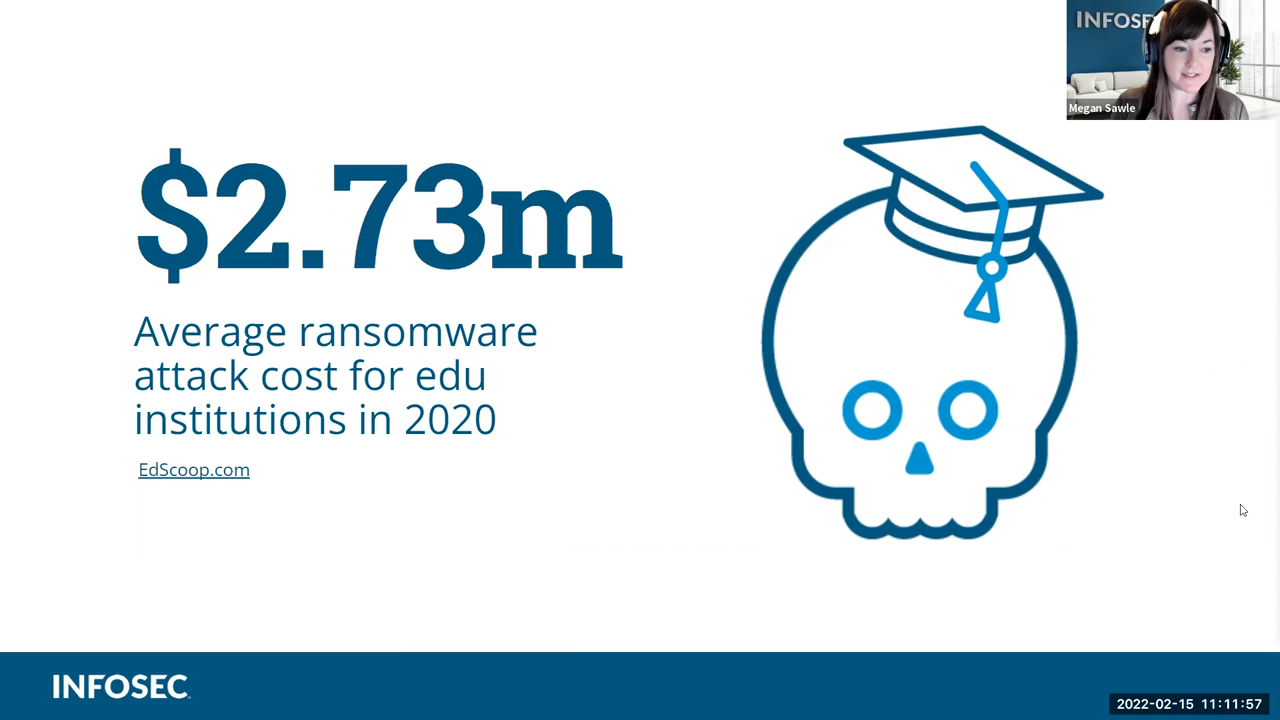 INFOSEC
Megan Sawle
$2.73m
Average ransomware
attack cost for edu
institutions in 2020
EdScoop.com
INFOSEC
2022-02-15 11:11:57